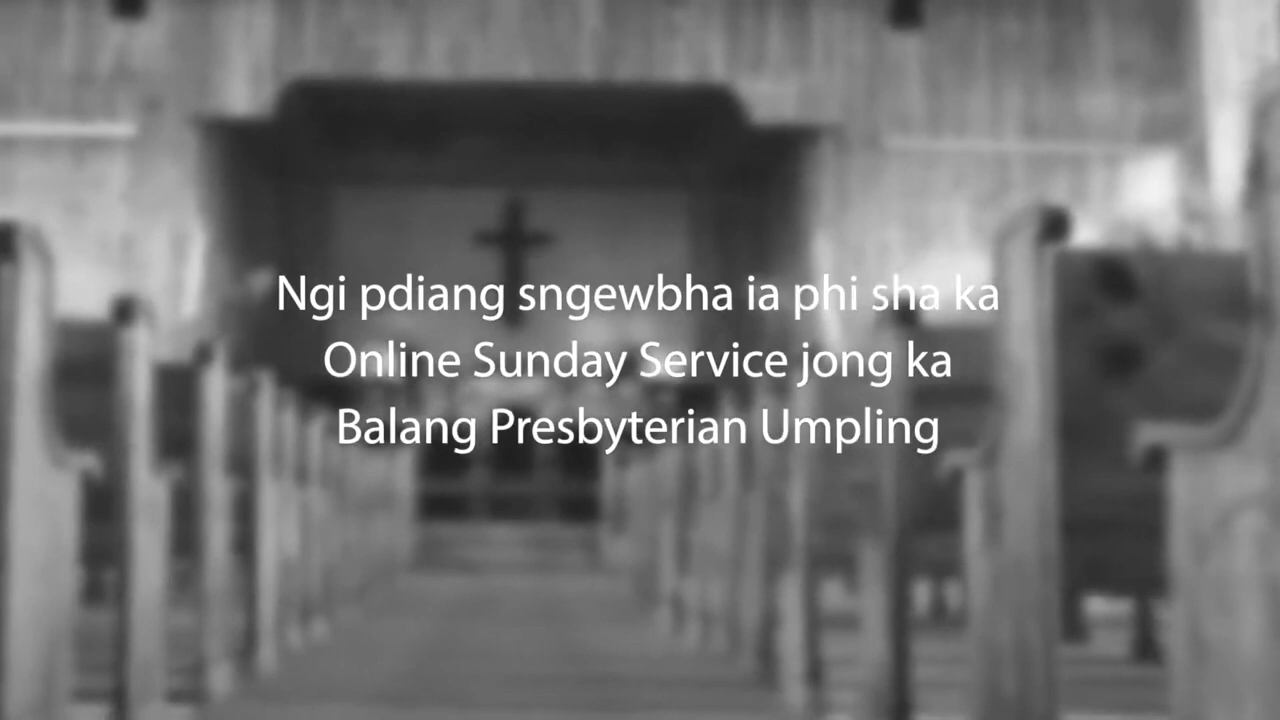 Ngi pdiang sngewbha ia phi sha ka
Online Sunday Service jong ka
Balang Presbyterian Umpling